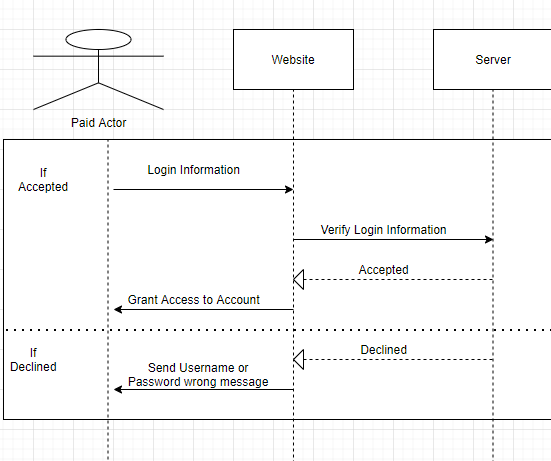 Website
Server
Paid Actor
If
Accepted
Login Information
Verify Login Information
Accepted
Grant Access to Account
If
Declined
Declined
Send Username or
Password wrong message